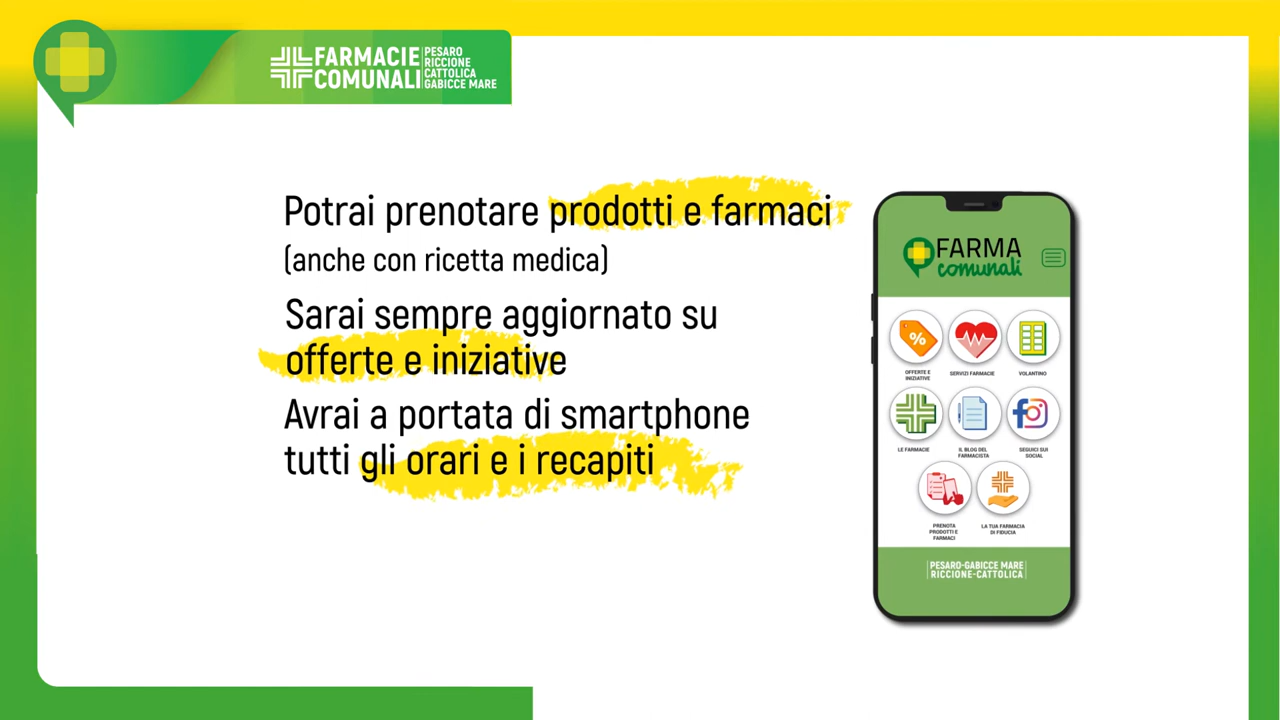 FARMACIE
COMUNALI
PESARO
RICCIONE
CATTOLICA
GABICCE MARE
Potrai prenotare prodotti e farmaci
(anche con ricetta medica)
Sarai sempre aggiornato su
offerte e iniziative
Avrai a portata di smartphone
tutti gli orari e i recapiti
FARMA
comunali
%
OFFERTE E
INIZIATIVE
SERVIZI FARMACIE
VOLANTINO
LE FARMACIE
IL BLOG DEL
FARMACISTA
SEGUICI SUI
SOCIAL
PRENOTA
PRODOTTI E
FARMACI
LA TUA FARMACIA
DI FIDUCIA
PESARO-GABICCE MARE
RICCIONE-CATTOLICA